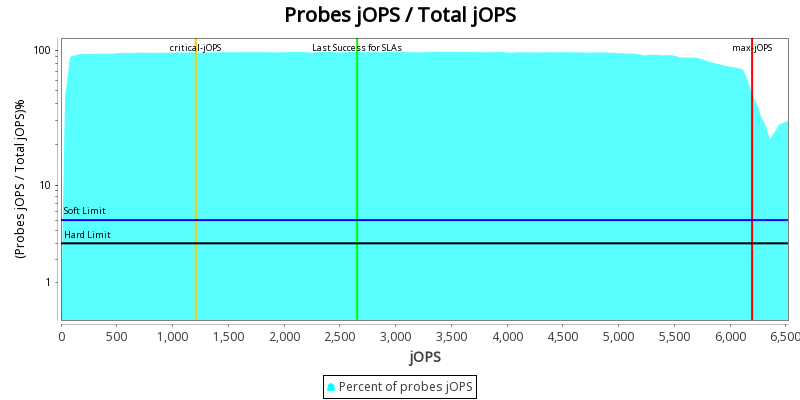 Probes jOPS / Total jOPS
(Probes jOPS / Total jOPS)%
100
10
1
critical-jOPS
Last Success for SLAs
max-jOPS
Soft Limit
Hard Limit
0 500 1,000 1,500 2,000 2,500 3,000 3,500 4,000 4,500 5,000 5,500 6,000 6,500
jOPS
Percent of probes jOPS